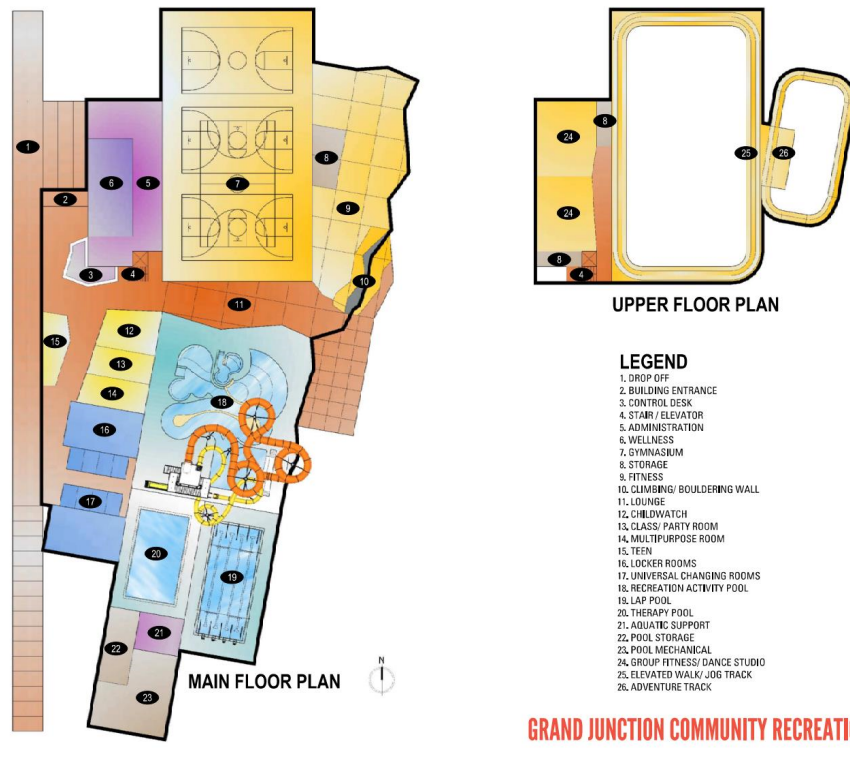 1
2
3
4
5
6
7
8
9
10
11
12
13
14
15
16
17
18
19
20
21
22
23
MAIN FLOOR PLAN
N
24
8
25
26
24
8
4
UPPER FLOOR PLAN
LEGEND
1. DROP OFF
2. BUILDING ENTRANCE
3. CONTROL DESK
4. STAIR / ELEVATOR
5. ADMINISTRATION
6. WELLNESS
7. GYMNASIUM
8. STORAGE
9. FITNESS
10. CLIMBING/ BOULDERING WALL
11. LOUNGE
12. CHILDWATCH
13. CLASS/ PARTY ROOM
14. MULTIPURPOSE ROOM
15. TEEN
16. LOCKER ROOMS
17. UNIVERSAL CHANGING ROOMS
18. RECREATION ACTIVITY POOL
19. LAP POOL
20. THERAPY POOL
21. AQUATIC SUPPORT
22. POOL STORAGE
23. POOL MECHANICAL
24. GROUP FITNESS/ DANCE STUDIO
25. ELEVATED WALK/ JOG TRACK
26. ADVENTURE TRACK
GRAND JUNCTION COMMUNITY RECREATI